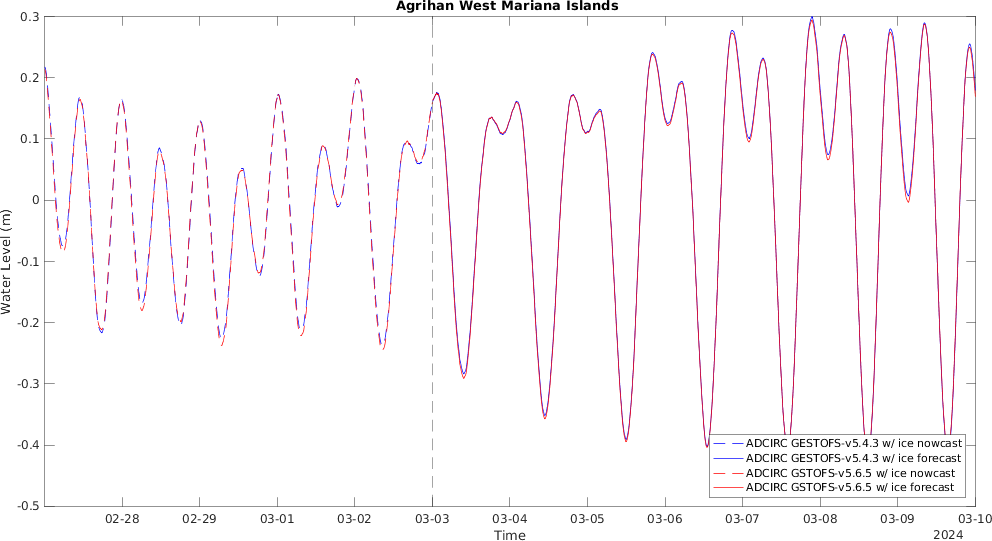 Agrihan West Mariana Islands
0.3
0.2
0.1
0
-0.1
-0.2
-0.3
-0.4
-0.5
Water Level (m)
ADCIRC GESTOFS-v5.4.3 w/ ice nowcast
ADCIRC GESTOFS-v5.4.3 w/ ice forecast
ADCIRC GSTOFS-v5.6.5 w/ ice nowcast
ADCIRC GSTOFS-v5.6.5 w/ ice forecast
02-28 02-29 03-01 03-02 03-03 03-04 03-05 03-06 03-07 03-08 03-09 03-10
Time
2024